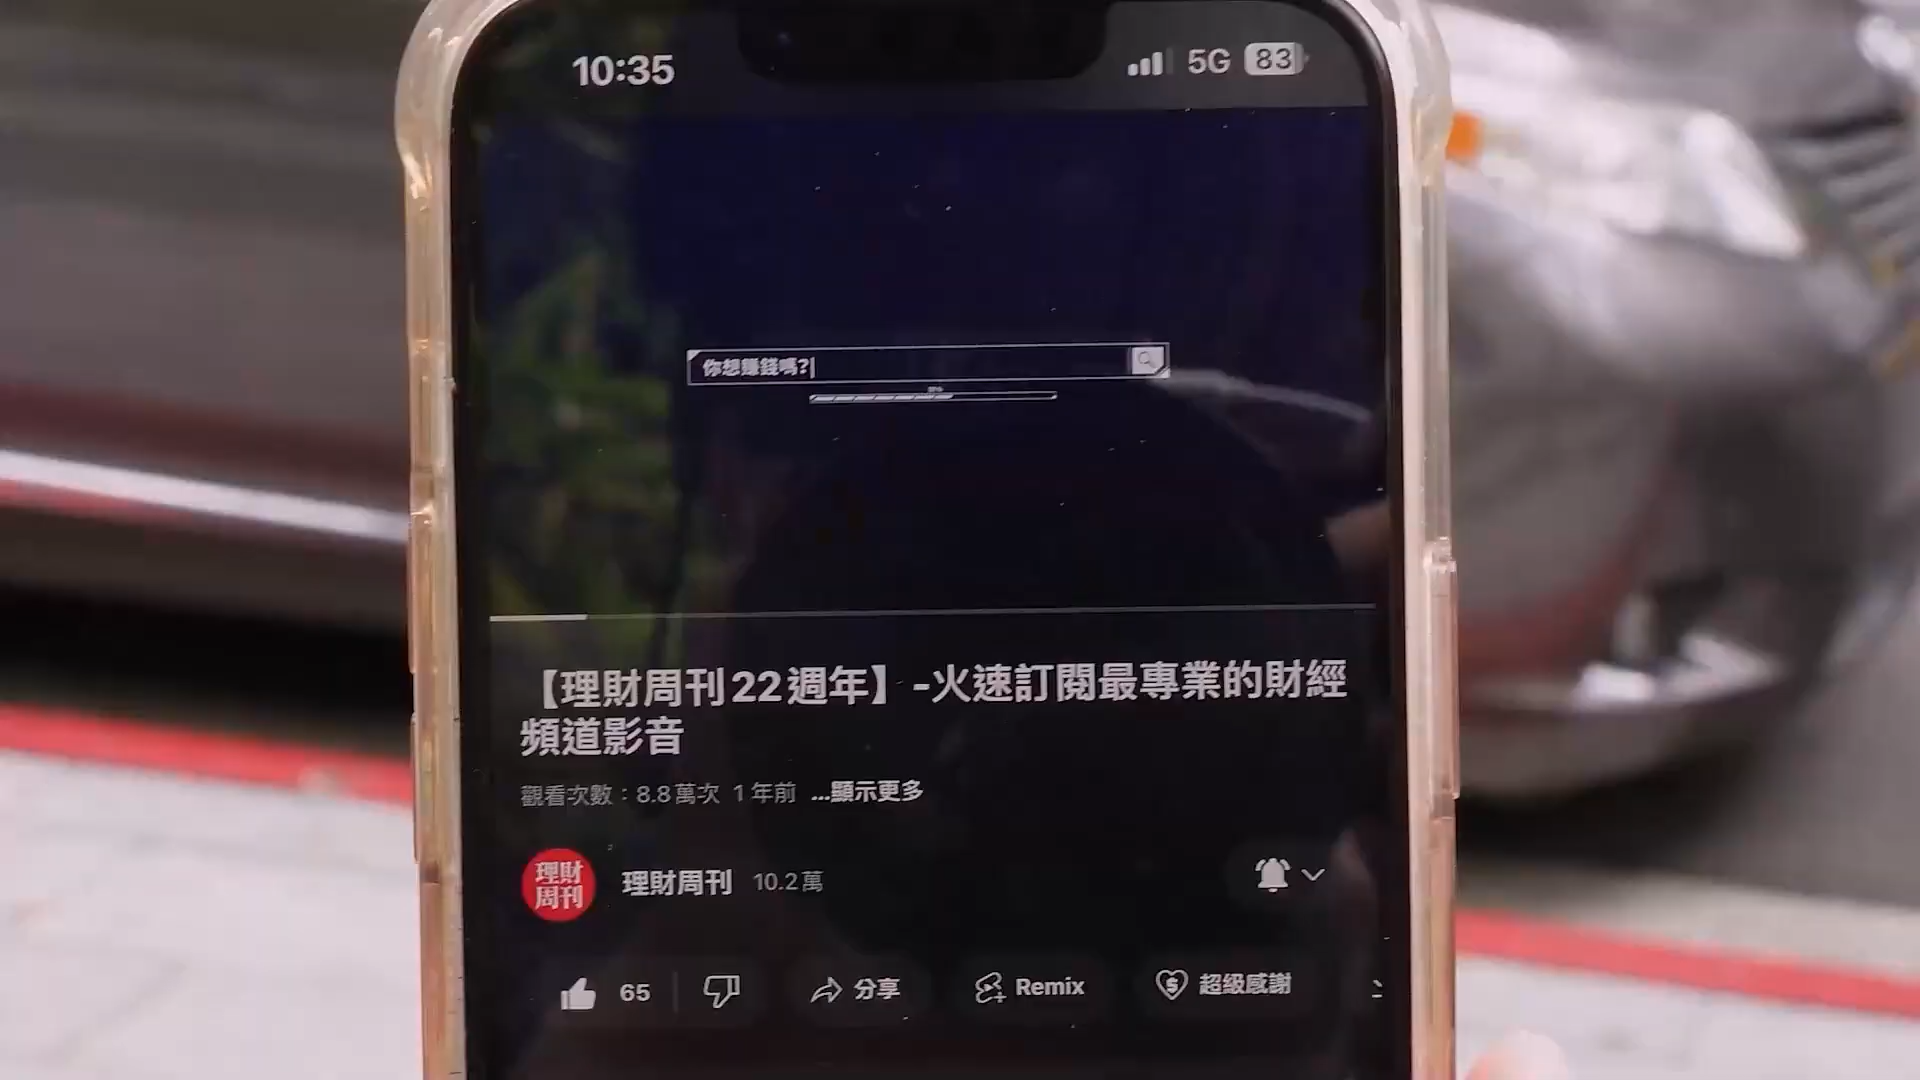 10:35 5G 83
你想賺錢嗎?
【理財周刊22週年】-火速訂閱最專業的財經
頻道影音
觀看次數：8.8萬次 1年前 ...顯示更多
理財
周刊
理財周刊 10.2萬
65 分享 Remix 超級感謝